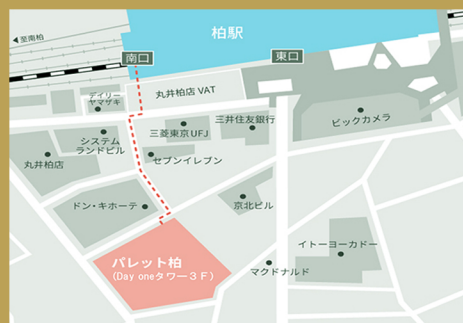 柏駅
◀至南柏
南口
東口
丸井柏店 VAT
デイリー
ヤマザキ
三井住友銀行
ビックカメラ
システム
ランドビル
三菱東京UFJ
丸井柏店
セブンイレブン
ドン・キホーテ
京北ビル
イトーヨーカドー
パレット柏
(Day oneタワー3F)
マクドナルド